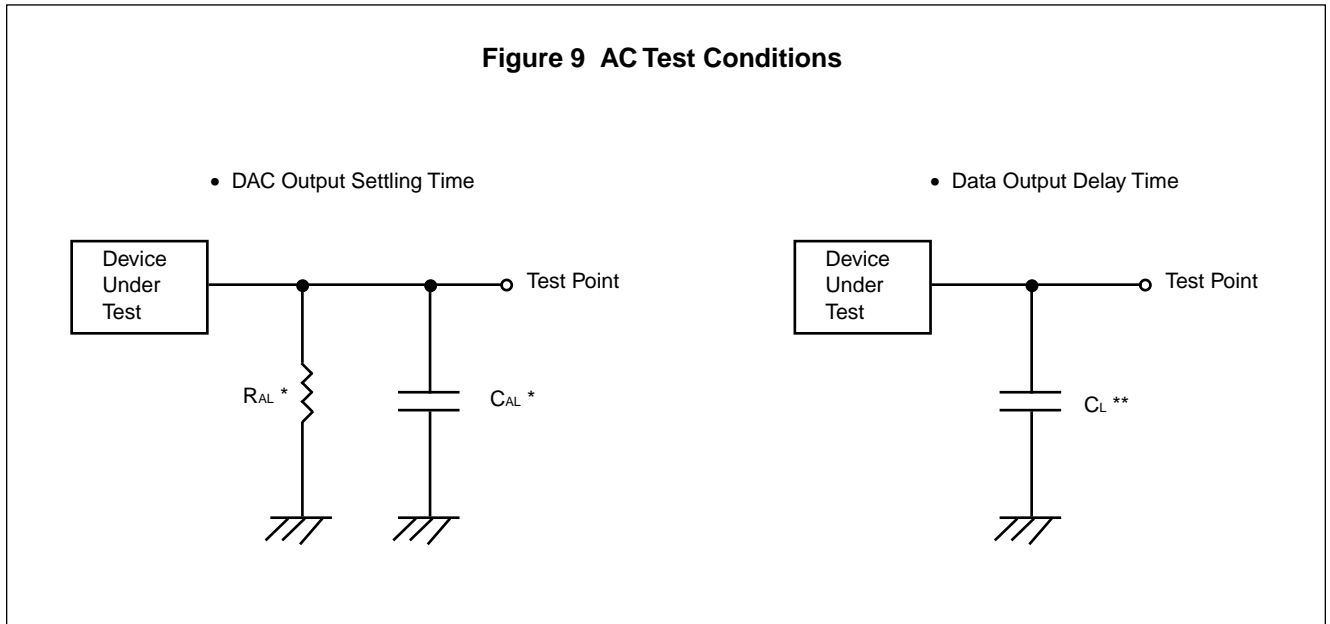 Figure 9 AC Test Conditions
• DAC Output Settling Time
Device
Under
Test
Test Point
RAL *
CAL *
• Data Output Delay Time
Device
Under
Test
Test Point
CL **